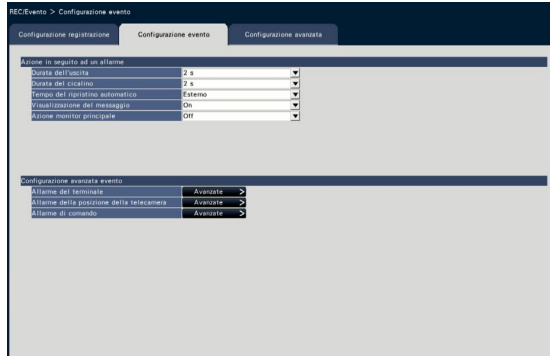 REC/Evento > Configurazione evento
Configurazione registrazione Configurazione evento Configurazione avanzata
Azione in seguito ad un allarme
Durata dell'uscita 2 s
Durata del cicalino 2 s
Tempo del ripristino automatico Esterno
Visualizzazione del messaggio On
Azione monitor principale Off
Configurazione avanzata evento
Allarme del terminale Avanzate >
Allarme della posizione della telecamera Avanzate >
Allarme di comando Avanzate >